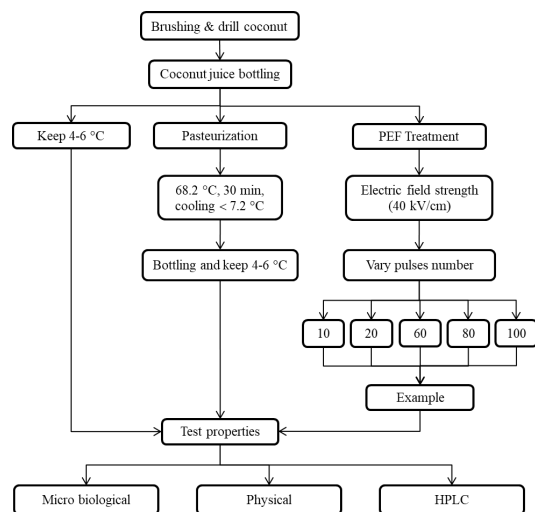 Brushing & drill coconut
Coconut juice bottling
Keep 4-6 °C
Pasteurization
PEF Treatment
68.2 °C, 30 min,
cooling < 7.2 °C
Electric field strength
(40 kV/cm)
Bottling and keep 4-6 °C
Vary pulses number
10
20
60
80
100
Example
Test properties
Micro biological
Physical
HPLC